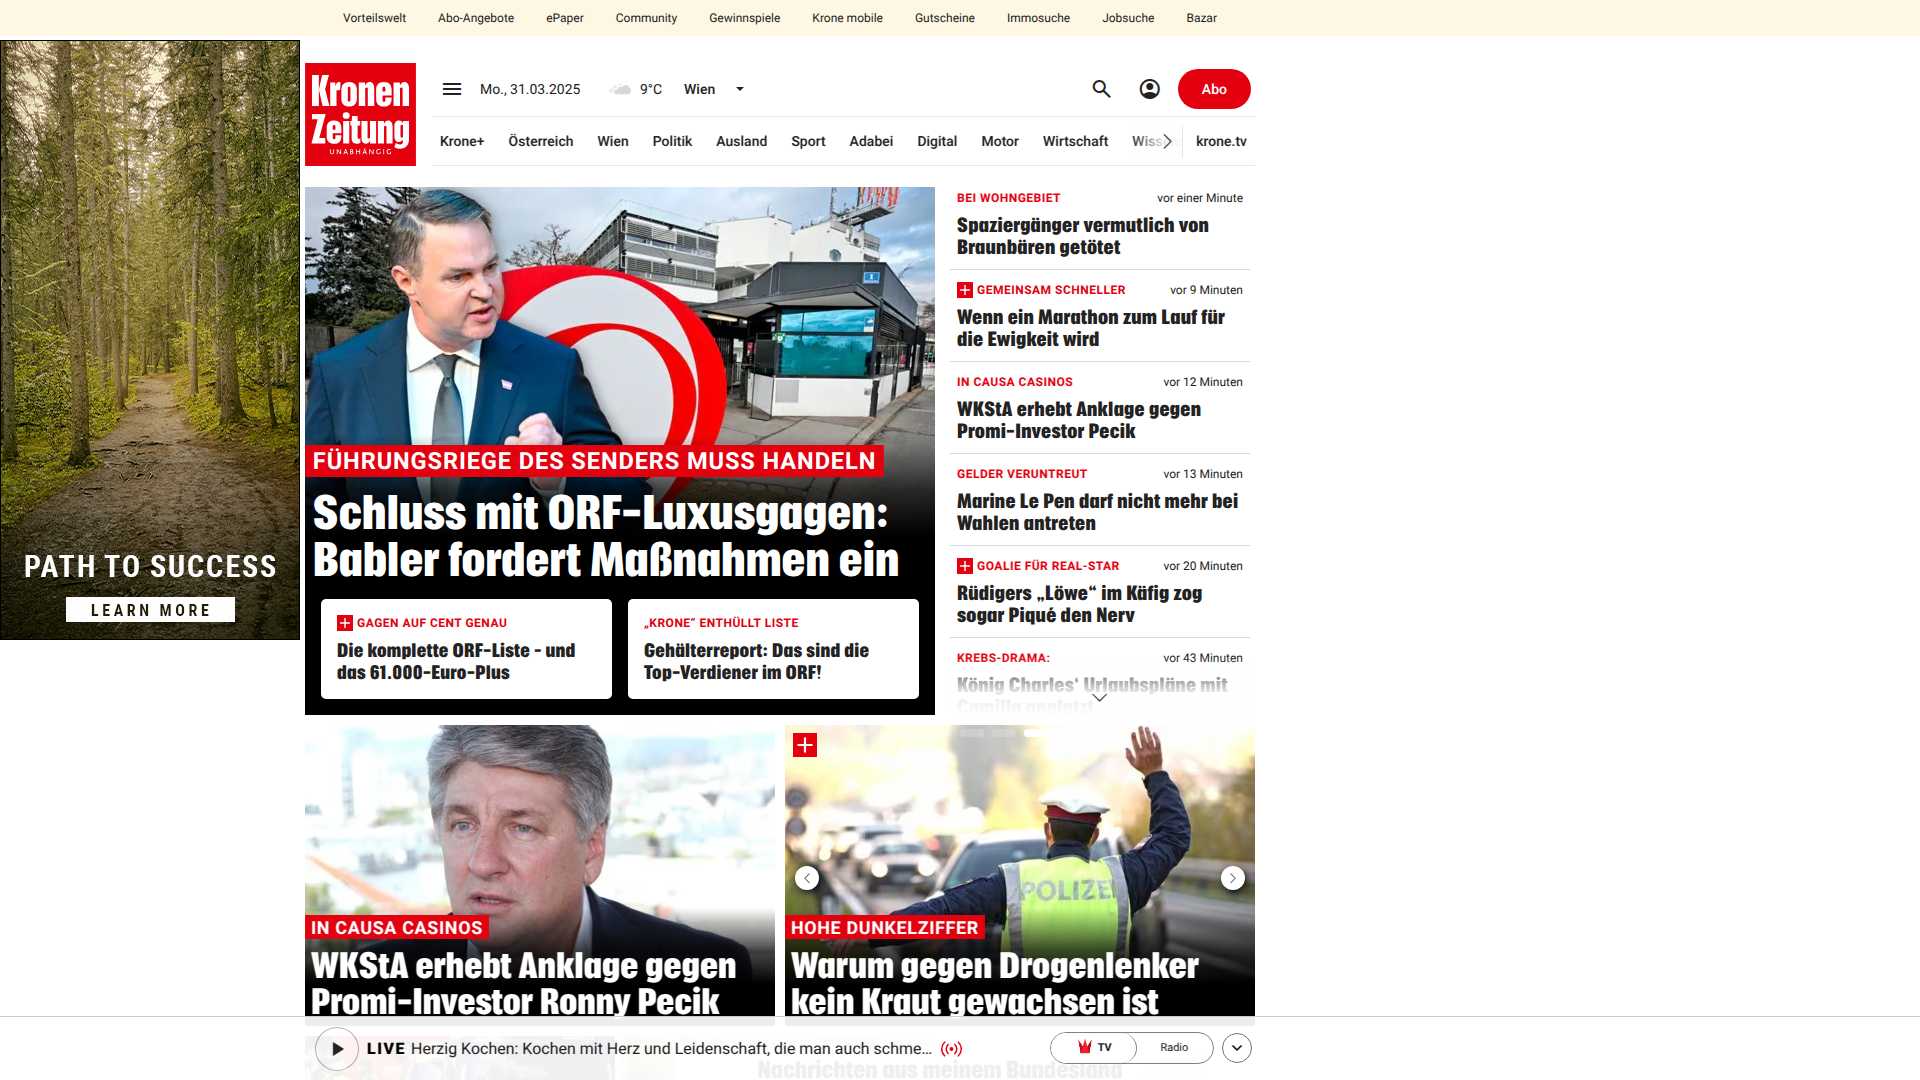 Vorteilswelt Abo-Angebote ePaper Community Gewinnspiele Krone mobile Gutscheine Immosuche Jobsuche Bazar
Kronen
Zeitung
UNABHÄNGIG
Mo., 31.03.2025 9°C Wien Abo
Krone+ Österreich Wien Politik Ausland Sport Adabei Digital Motor Wirtschaft Wiss krone.tv
PATH TO SUCCESS
LEARN MORE
FÜHRUNGSRIEGE DES SENDERS MUSS HANDELN
Schluss mit ORF-Luxusgagen:
Babler fordert Maßnahmen ein
GAGEN AUF CENT GENAU
Die komplette ORF-Liste - und
das 61.000-Euro-Plus
„KRONE“ ENTHÜLLT LISTE
Gehälterreport: Das sind die
Top-Verdiener im ORF!
BEI WOHNGEBIET vor einer Minute
Spaziergänger vermutlich von
Braunbären getötet
GEMEINSAM SCHNELLER vor 9 Minuten
Wenn ein Marathon zum Lauf für
die Ewigkeit wird
IN CAUSA CASINOS vor 12 Minuten
WKStA erhebt Anklage gegen
Promi-Investor Pecik
GELDER VERUNTREUT vor 13 Minuten
Marine Le Pen darf nicht mehr bei
Wahlen antreten
GOALIE FÜR REAL-STAR vor 20 Minuten
Rüdigers „Löwe“ im Käfig zog
sogar Piqué den Nerv
KREBS-DRAMA: vor 43 Minuten
König Charles‘ Urlaubspläne mit
Camilla geplatzt
IN CAUSA CASINOS
WKStA erhebt Anklage gegen
Promi-Investor Ronny Pecik
POLIZEI
HOHE DUNKELZIFFER
Warum gegen Drogenlenker
kein Kraut gewachsen ist
LIVE Herzig Kochen: Kochen mit Herz und Leidenschaft, die man auch schme... TV Radio
Nachrichten aus meinem Bundesland